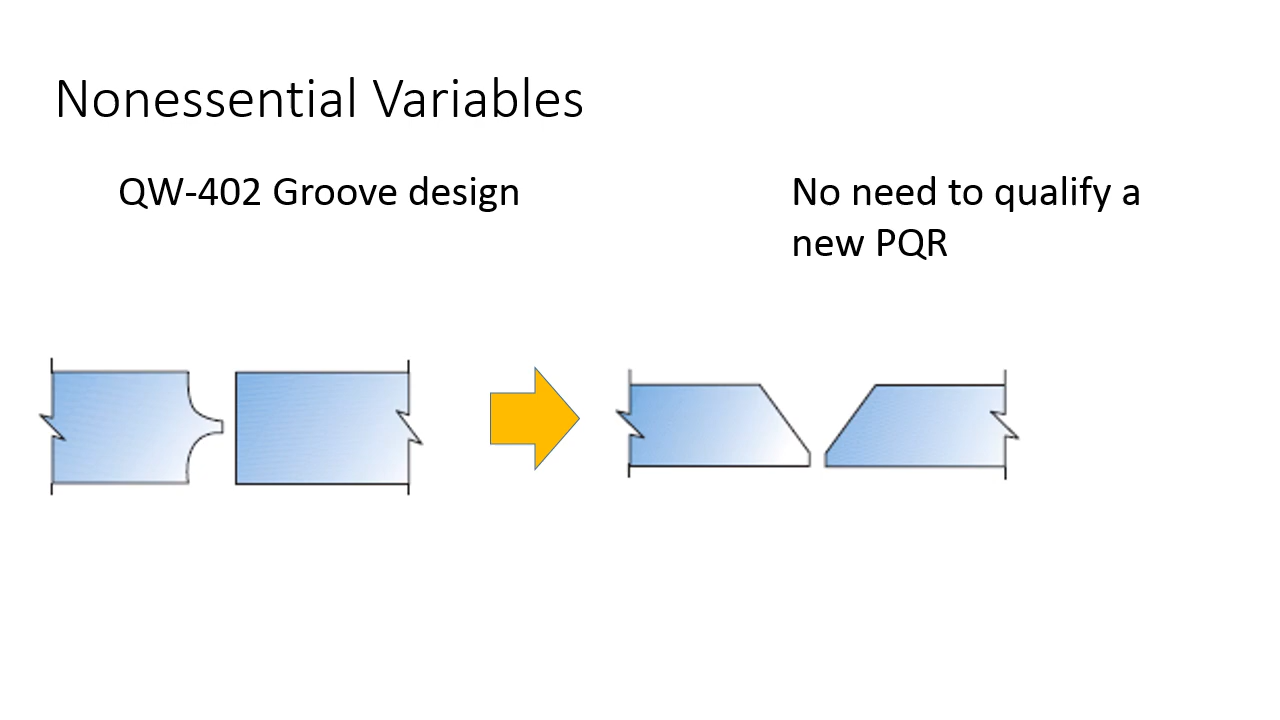 Nonessential Variables
QW-402 Groove design
No need to qualify a
new PQR